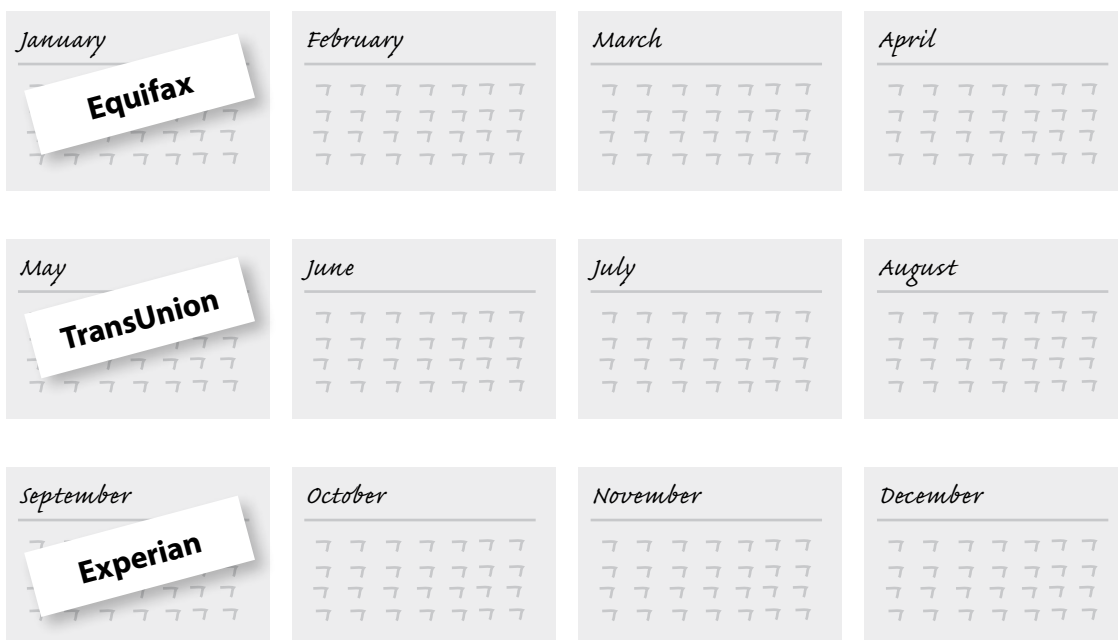 January
Equifax
February
March
April
May
TransUnion
June
July
August
September
Experian
October
November
December